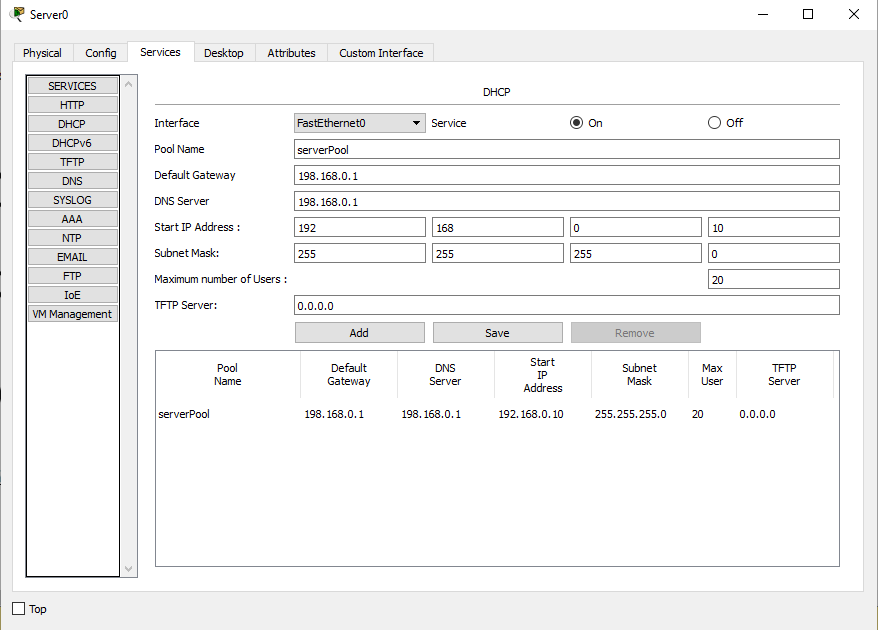 Server0
Physical Config Services Desktop Attributes Custom Interface
SERVICES
HTTP
DHCP
DHCPv6
TFTP
DNS
SYSLOG
AAA
NTP
EMAIL
FTP
IoE
VM Management
DHCP
Interface FastEthernet0 Service On Off
Pool Name serverPool
Default Gateway 198.168.0.1
DNS Server 198.168.0.1
Start IP Address : 192 168 0 10
Subnet Mask: 255 255 255 0
Maximum number of Users : 20
TFTP Server: 0.0.0.0
Add Save Remove
Pool Name Default Gateway DNS Server Start IP Address Subnet Mask Max User TFTP Server
serverPool 198.168.0.1 198.168.0.1 192.168.0.10 255.255.255.0 20 0.0.0.0
Top